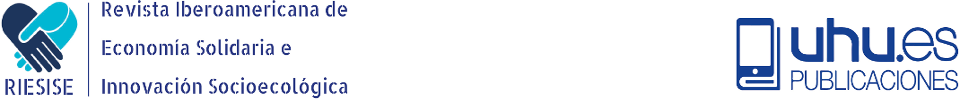 Revista Iberoamericana de
Economía Solidaria e
Innovación Socioecológica
RIESISE
uhu.es
PUBLICACIONES